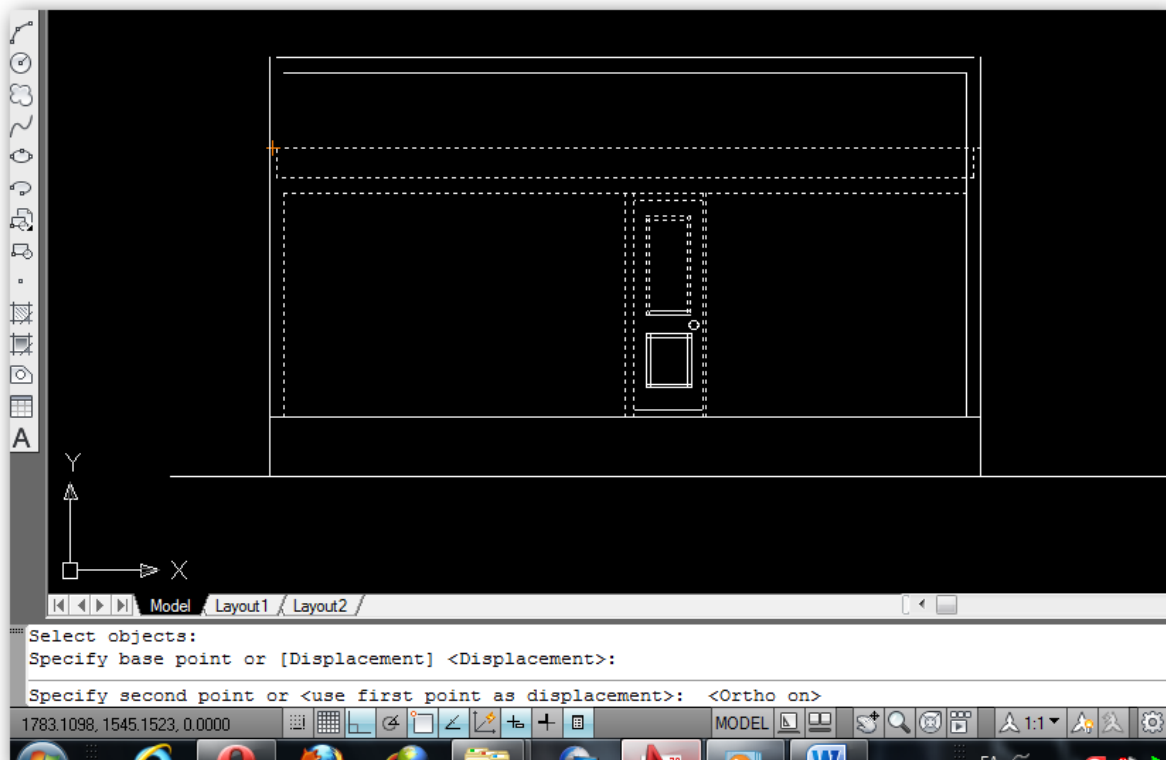 A
Y
X
Model Layout1 Layout2
Select objects:
Specify base point or [Displacement] <Displacement>:
Specify second point or <use first point as displacement>: <Ortho on>
1783.1098, 1545.1523, 0.0000 MODEL 1:1
W